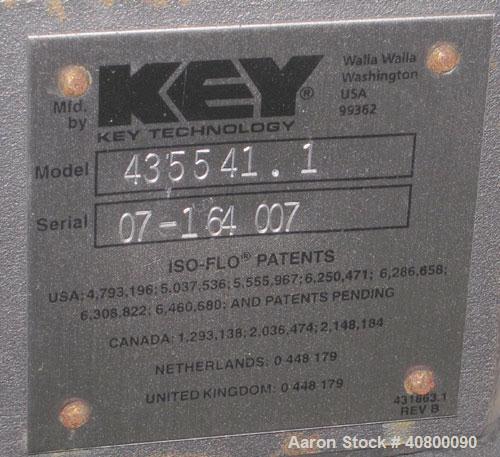 Mfd. by KEY®
KEY TECHNOLOGY
Walla Walla
Washington
USA
99362
Model 435541.1
Serial 07-164 007
ISO-FLO® PATENTS
USA: 4,793,196; 5,037,536; 5,555,967; 6,250,471; 6,286,658;
6,308,822; 6,460,680; AND PATENTS PENDING
CANADA: 1,293,138; 2,036,474; 2,148,184
NETHERLANDS: 0 448 179
UNITED KINGDOM: 0 448 179
431863.1
REV B
Aaron Stock # 40800090